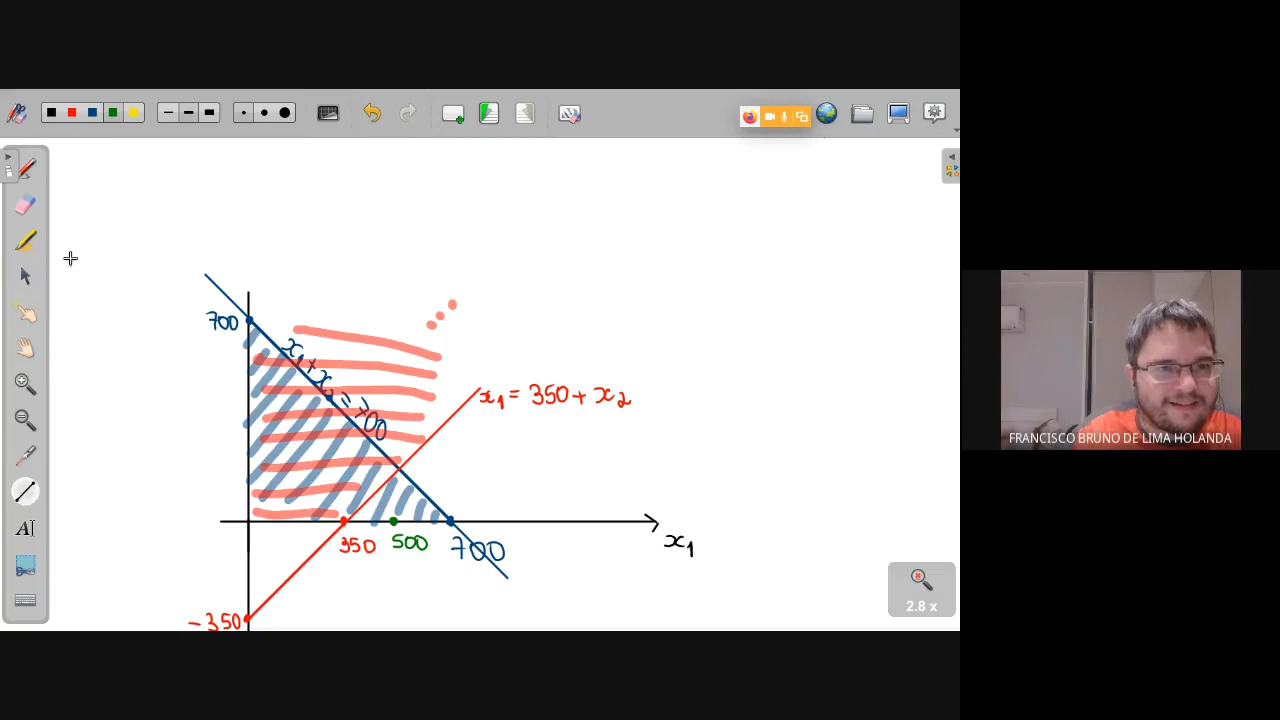 700
x₁ + x₂ = 700
x₁ = 350 + x₂
350
500
700
x₁
-350
2.8 x
AI
FRANCISCO BRUNO DE LIMA HOLANDA